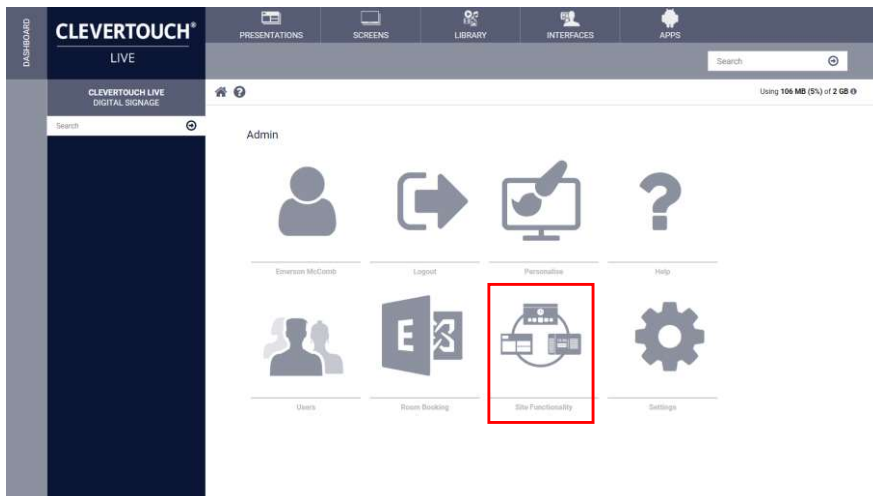 DASHBOARD
CLEVERTOUCH®
LIVE
PRESENTATIONS
SCREENS
LIBRARY
INTERFACES
APPS
Search
CLEVERTOUCH LIVE
DIGITAL SIGNAGE
Using 106 MB (5%) of 2 GB
Search
Admin
Emerson McComb
Logout
Personalise
Help
E
Users
Room Booking
Site Functionality
Settings